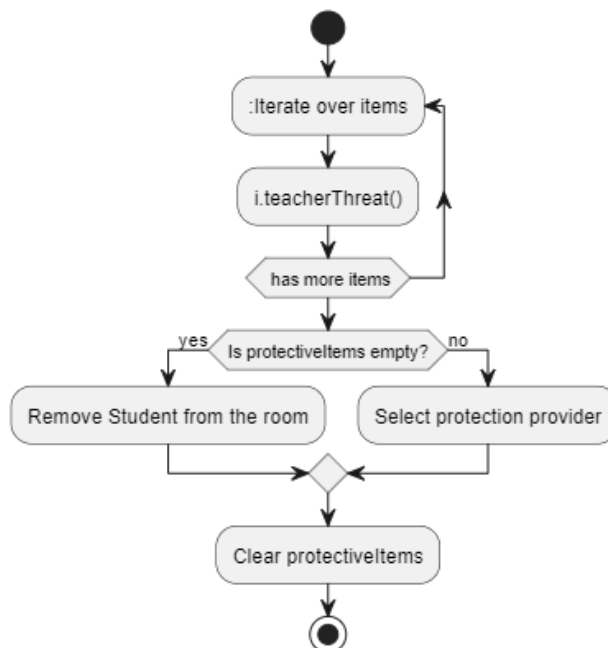 :Iterate over items
i.teacherThreat()
has more items
yes
Is protectiveItems empty?
no
Remove Student from the room
Select protection provider
Clear protectiveItems